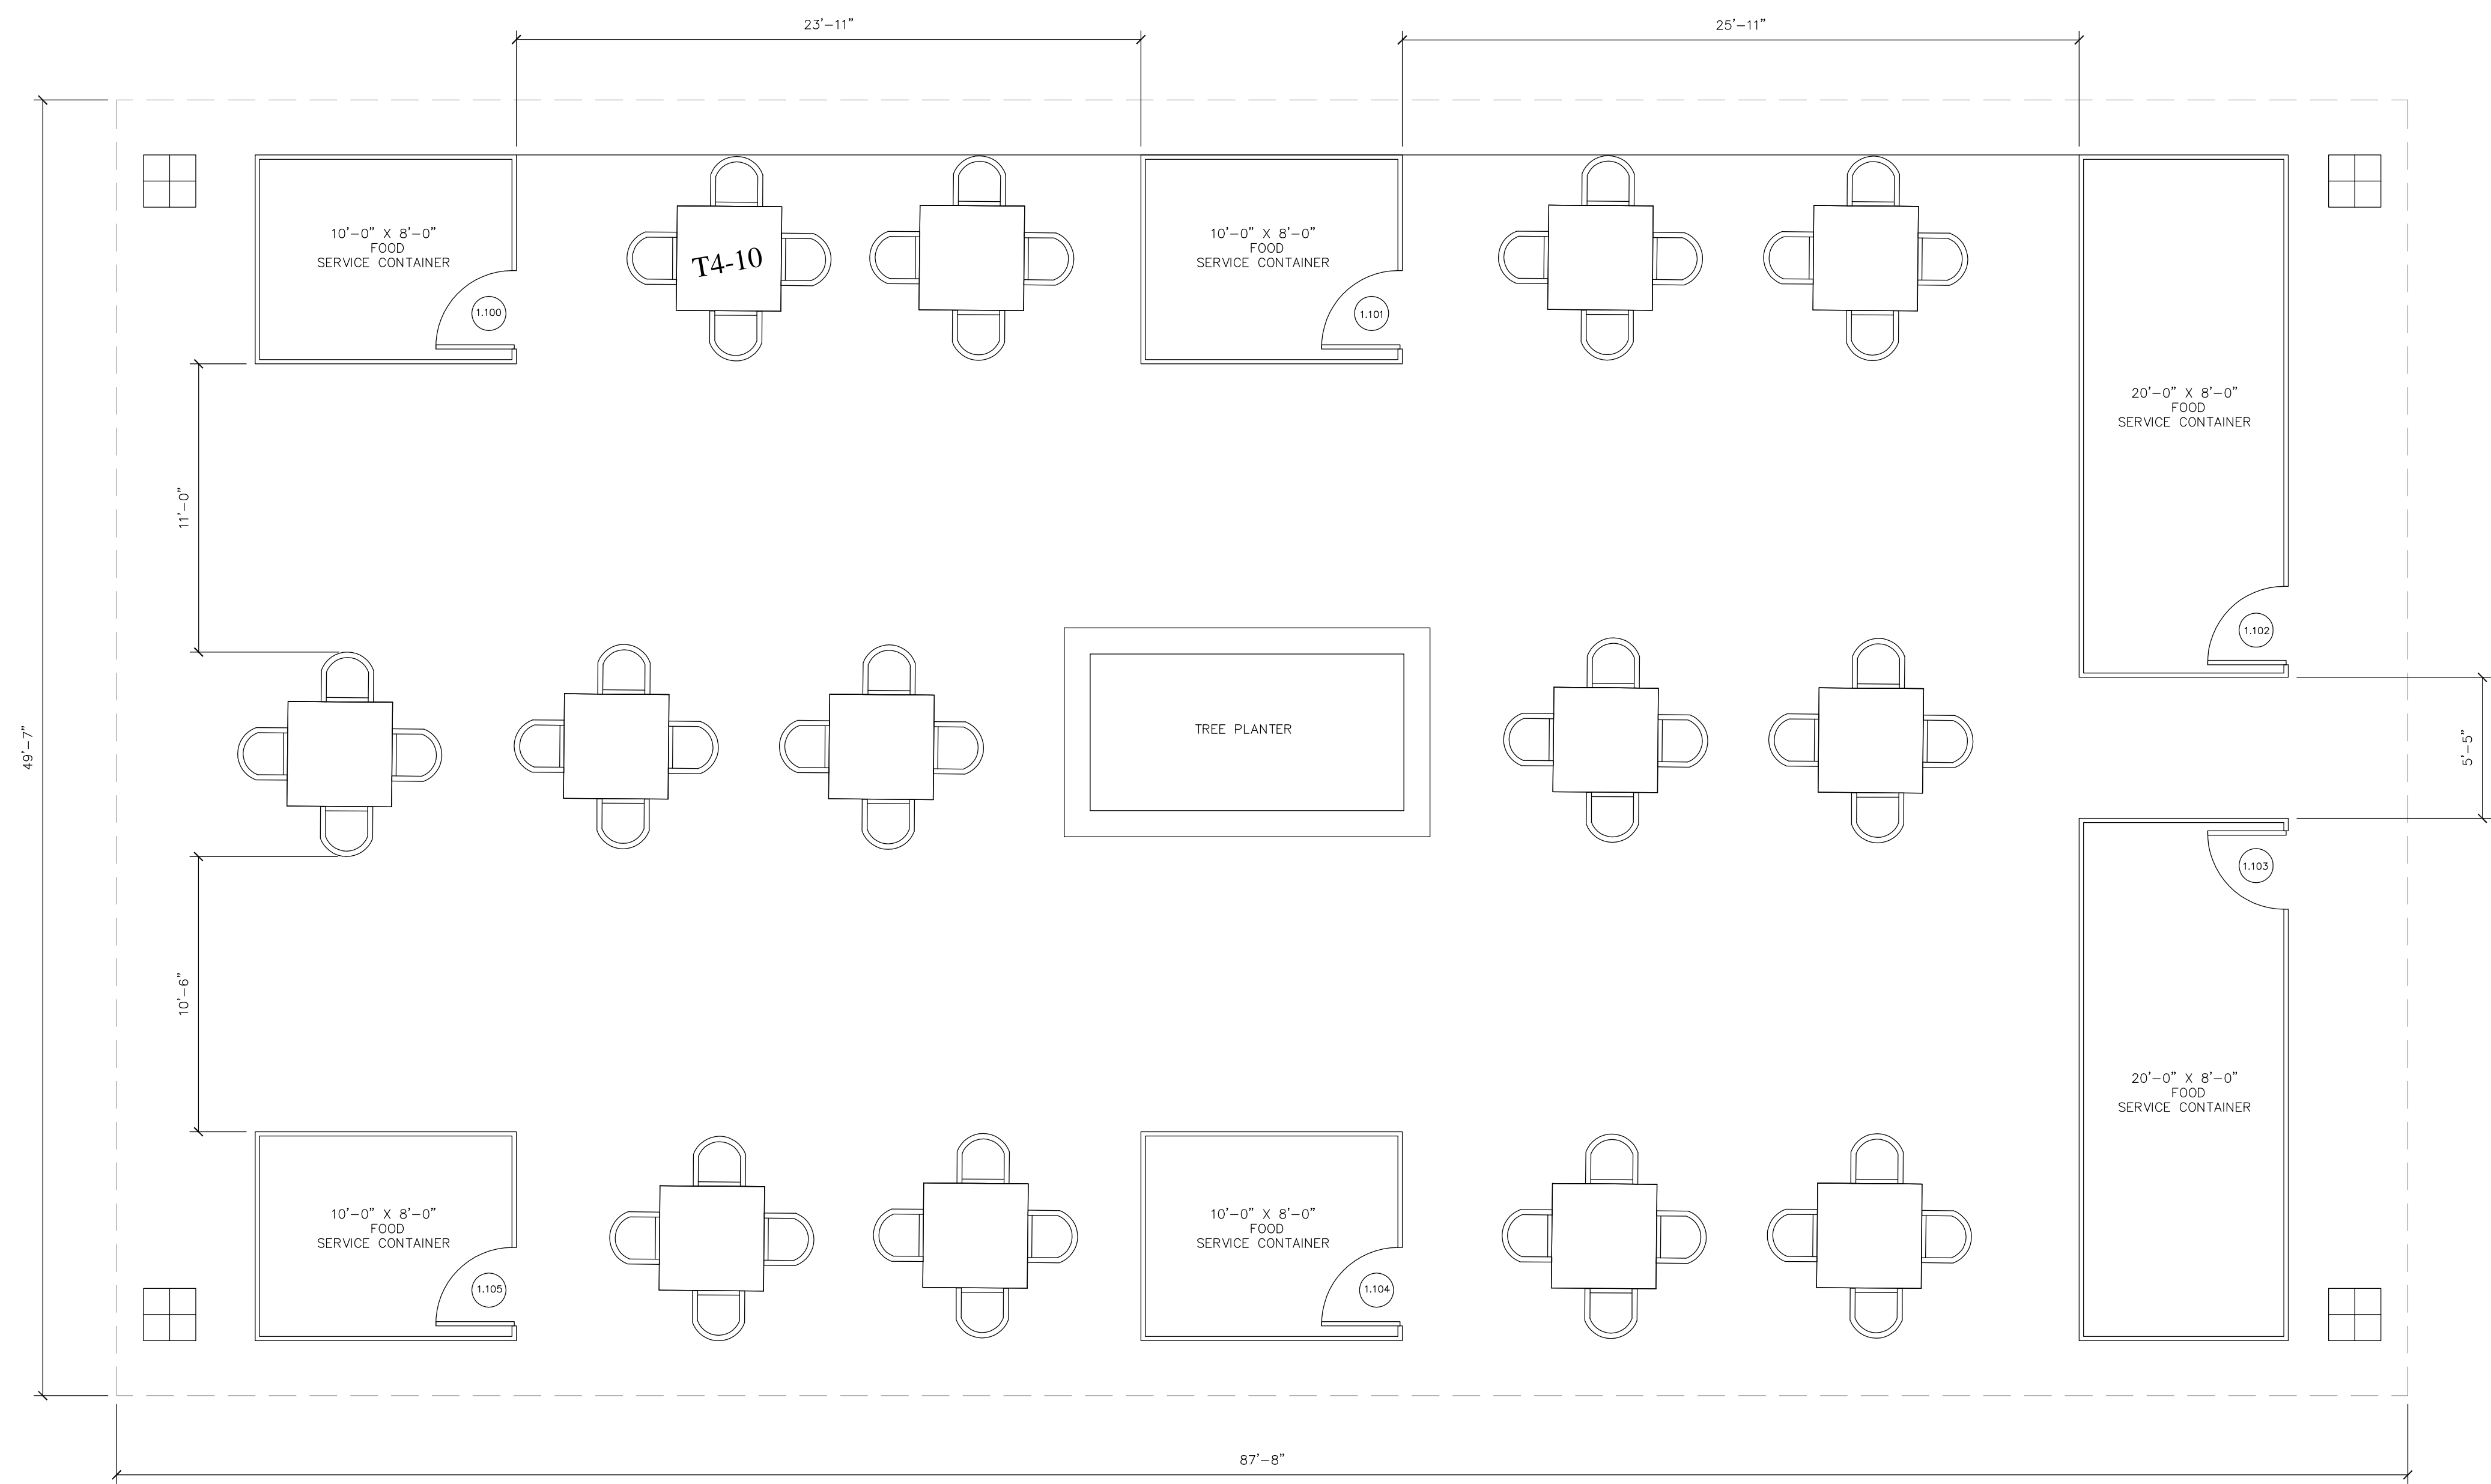 23'-11"
25'-11"
10'-0" X 8'-0"
FOOD
SERVICE CONTAINER
1.100
T4-10
10'-0" X 8'-0"
FOOD
SERVICE CONTAINER
1.101
20'-0" X 8'-0"
FOOD
SERVICE CONTAINER
1.102
11'-0"
49'-7"
TREE PLANTER
5'-5"
1.103
10'-6"
20'-0" X 8'-0"
FOOD
SERVICE CONTAINER
10'-0" X 8'-0"
FOOD
SERVICE CONTAINER
1.105
10'-0" X 8'-0"
FOOD
SERVICE CONTAINER
1.104
87'-8"